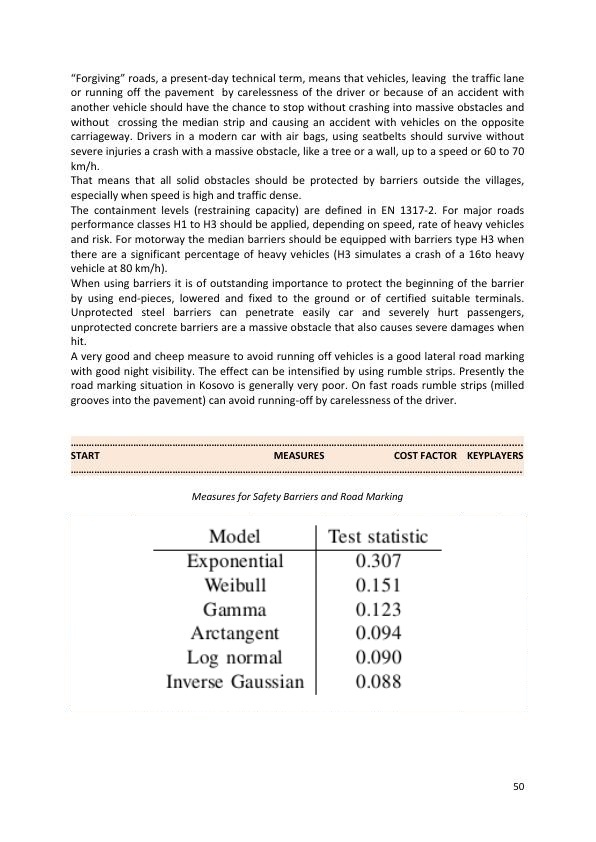 “Forgiving” roads, a present-day technical term, means that vehicles, leaving the traffic lane
or running off the pavement by carelessness of the driver or because of an accident with
another vehicle should have the chance to stop without crashing into massive obstacles and
without crossing the median strip and causing an accident with vehicles on the opposite
carriageway. Drivers in a modern car with air bags, using seatbelts should survive without
severe injuries a crash with a massive obstacle, like a tree or a wall, up to a speed or 60 to 70
km/h.
That means that all solid obstacles should be protected by barriers outside the villages,
especially when speed is high and traffic dense.
The containment levels (restraining capacity) are defined in EN 1317-2. For major roads
performance classes H1 to H3 should be applied, depending on speed, rate of heavy vehicles
and risk. For motorway the median barriers should be equipped with barriers type H3 when
there are a significant percentage of heavy vehicles (H3 simulates a crash of a 16to heavy
vehicle at 80 km/h).
When using barriers it is of outstanding importance to protect the beginning of the barrier
by using end-pieces, lowered and fixed to the ground or of certified suitable terminals.
Unprotected steel barriers can penetrate easily car and severely hurt passengers,
unprotected concrete barriers are a massive obstacle that also causes severe damages when
hit.
A very good and cheep measure to avoid running off vehicles is a good lateral road marking
with good night visibility. The effect can be intensified by using rumble strips. Presently the
road marking situation in Kosovo is generally very poor. On fast roads rumble strips (milled
grooves into the pavement) can avoid running-off by carelessness of the driver.
START MEASURES COST FACTOR KEYPLAYERS
Measures for Safety Barriers and Road Marking
Model Test statistic
Exponential 0.307
Weibull 0.151
Gamma 0.123
Arctangent 0.094
Log normal 0.090
Inverse Gaussian 0.088
50